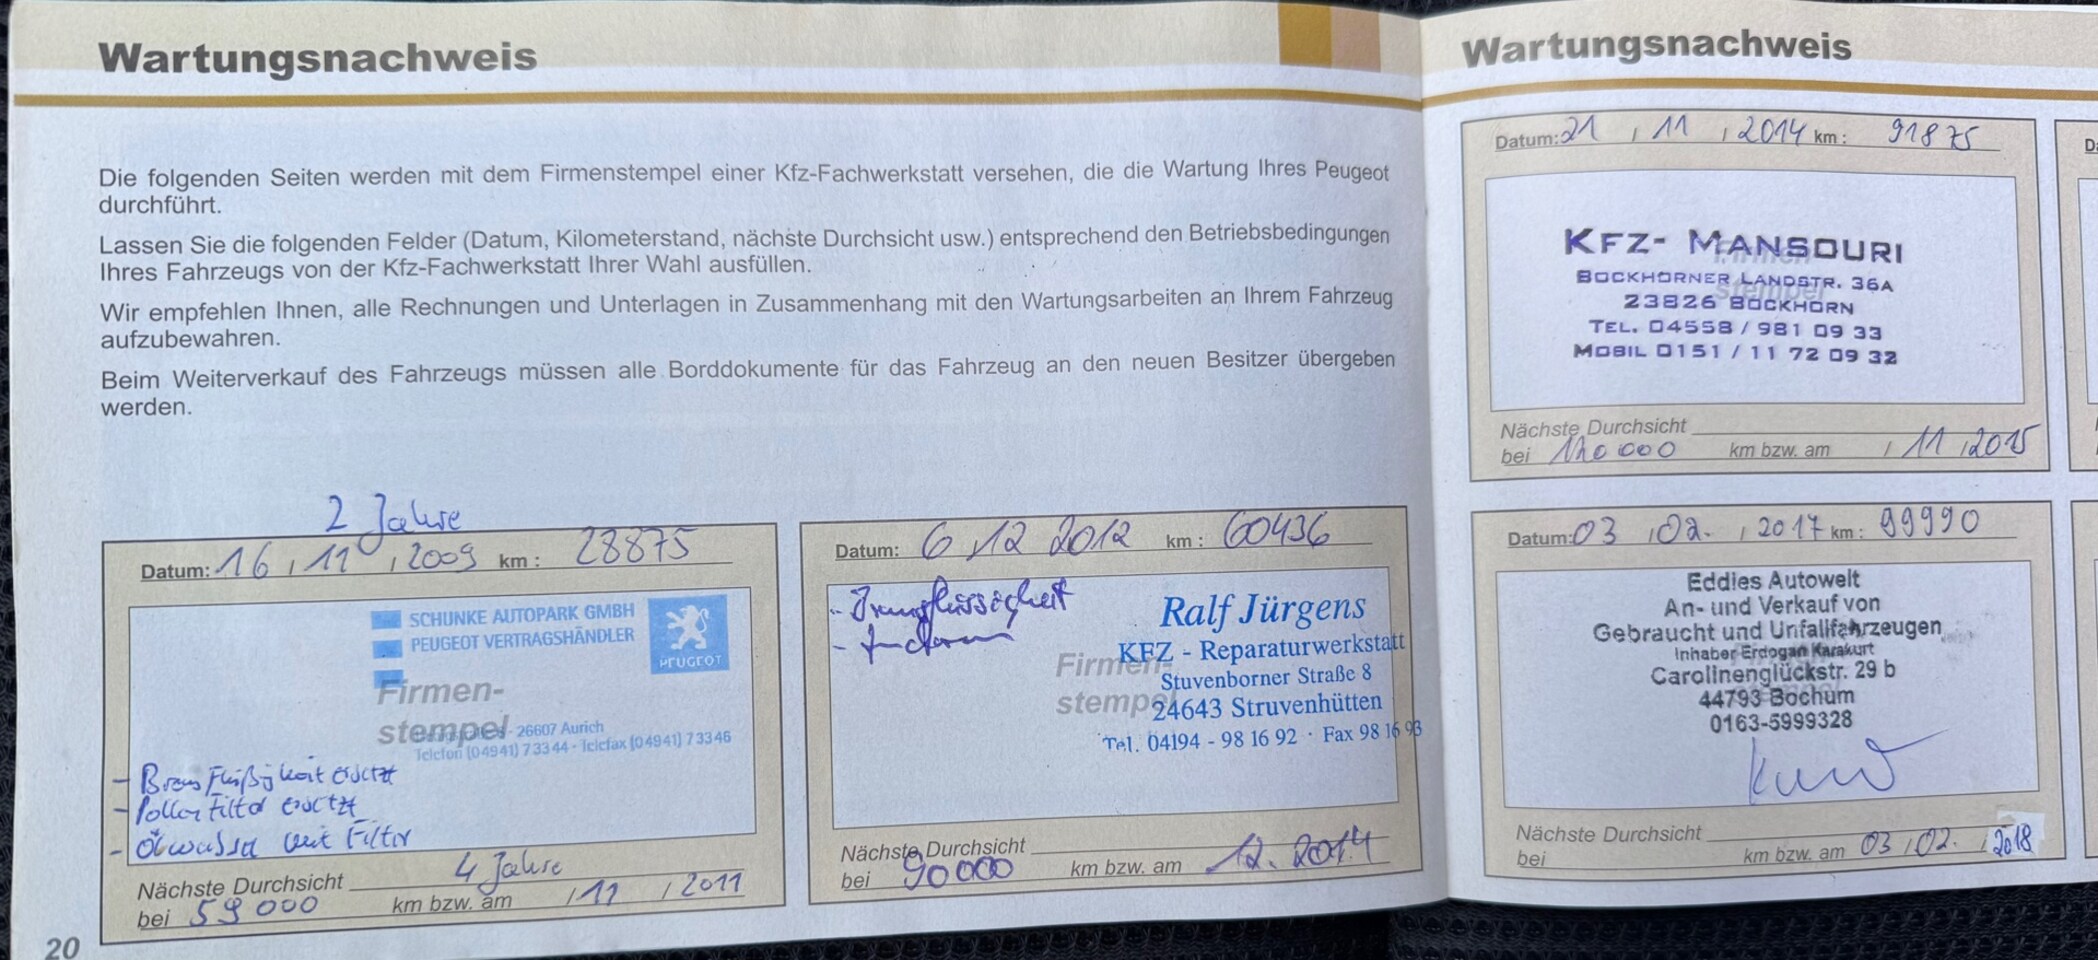 Wartungsnachweis
Die folgenden Seiten werden mit dem Firmenstempel einer Kfz-Fachwerkstatt versehen, die die Wartung Ihres Peugeot
durchführt.
Lassen Sie die folgenden Felder (Datum, Kilometerstand, nächste Durchsicht usw.) entsprechend den Betriebsbedingungen
Ihres Fahrzeugs von der Kfz-Fachwerkstatt Ihrer Wahl ausfüllen.
Wir empfehlen Ihnen, alle Rechnungen und Unterlagen in Zusammenhang mit den Wartungsarbeiten an Ihrem Fahrzeug
aufzubewahren.
Beim Weiterverkauf des Fahrzeugs müssen alle Borddokumente für das Fahrzeug an den neuen Besitzer übergeben
werden.
2 Jahre
Datum: 16 / 11 / 2009 km : 28875
SCHUNKE AUTOPARK GMBH
PEUGEOT VERTRAGSHÄNDLER
PEUGEOT
Firmen-
stempel
26607 Aurich
Telefon (04941) 73344 · Telefax (04941) 73346
- Brems Flüßigkeit ersetzt
- Pollen Filter ersetzt
- Ölwechsel mit Filter
4 Jahre
Nächste Durchsicht
bei 59 000 km bzw. am / 11 / 2011
20
Datum: 6 / 12 2012 km : 60436
- Bremsflüssigkeit
Ralf Jürgens
KFZ - Reparaturwerkstatt
Firmen-
Stuvenborner Straße 8
stempel
24643 Struvenhütten
Tel. 04194 - 98 16 92 · Fax 98 16 93
Nächste Durchsicht
bei 90000 km bzw. am 12. 2014
Wartungsnachweis
Datum: 21 / 11 / 2014 km : 91875
KFZ- MANSOURI
Firmen
BOCKHORNER LANDSTR. 36A
stempel
23826 BOCKHORN
TEL. 04558 / 981 09 33
MOBIL 0151 / 11 72 09 32
Nächste Durchsicht
bei 120 000 km bzw. am / 11 / 2015
Datum: 03 / 02. / 2017 km : 99990
Eddies Autowelt
An- und Verkauf von
Gebraucht und Unfallfahrzeugen
Inhaber Erdogan Karakurt
Carolinenglückstr. 29 b
44793 Bochum
0163-5999328
Nächste Durchsicht
bei km bzw. am 03 / 02. / 2018